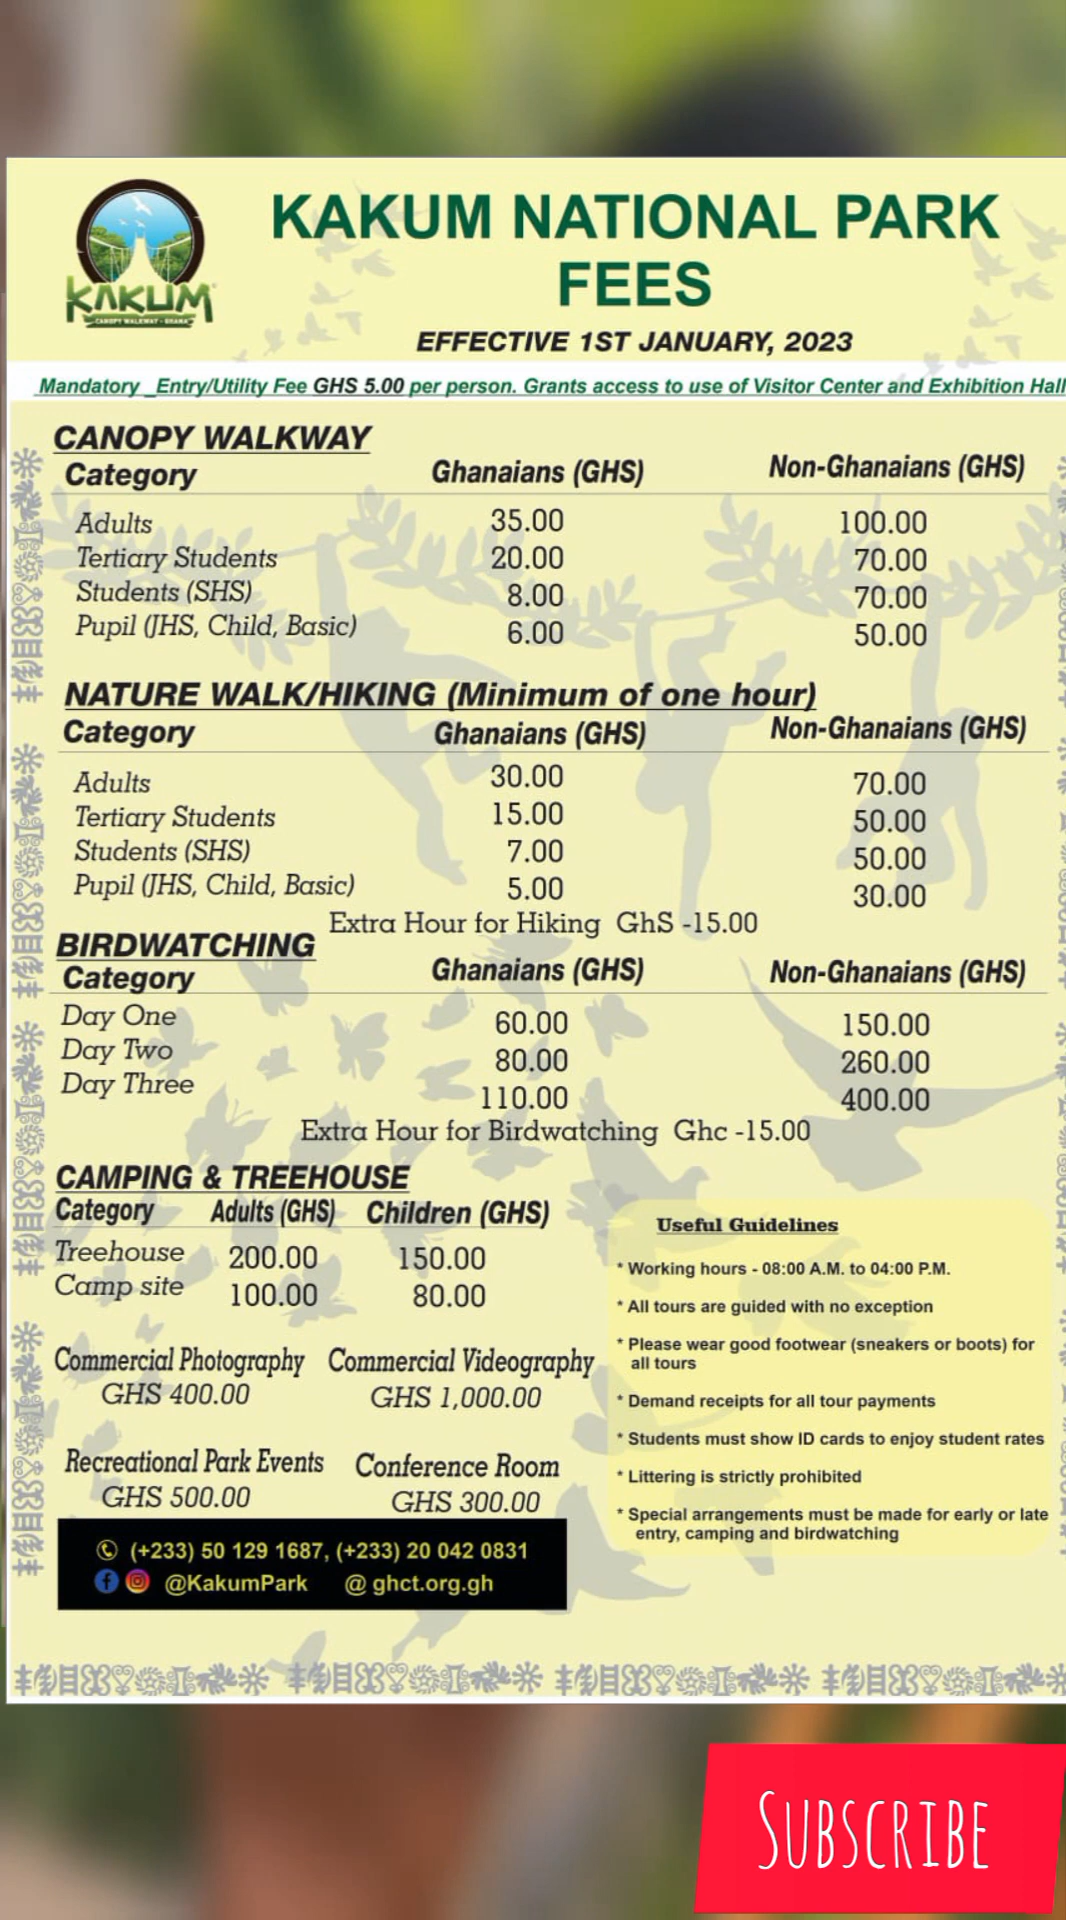 KAKUM
CANOPY WALKWAY - GHANA
KAKUM NATIONAL PARK
FEES
EFFECTIVE 1ST JANUARY, 2023
Mandatory _Entry/Utility Fee GHS 5.00 per person. Grants access to use of Visitor Center and Exhibition Hall
CANOPY WALKWAY
Category Ghanaians (GHS) Non-Ghanaians (GHS)
Adults 35.00 100.00
Tertiary Students 20.00 70.00
Students (SHS) 8.00 70.00
Pupil (JHS, Child, Basic) 6.00 50.00
NATURE WALK/HIKING (Minimum of one hour)
Category Ghanaians (GHS) Non-Ghanaians (GHS)
Adults 30.00 70.00
Tertiary Students 15.00 50.00
Students (SHS) 7.00 50.00
Pupil (JHS, Child, Basic) 5.00 30.00
Extra Hour for Hiking GhS -15.00
BIRDWATCHING
Category Ghanaians (GHS) Non-Ghanaians (GHS)
Day One 60.00 150.00
Day Two 80.00 260.00
Day Three 110.00 400.00
Extra Hour for Birdwatching Ghc -15.00
CAMPING & TREEHOUSE
Category Adults (GHS) Children (GHS)
Treehouse 200.00 150.00
Camp site 100.00 80.00
Commercial Photography Commercial Videography
GHS 400.00 GHS 1,000.00
Recreational Park Events Conference Room
GHS 500.00 GHS 300.00
(+233) 50 129 1687, (+233) 20 042 0831
@KakumPark @ ghct.org.gh
Useful Guidelines
* Working hours - 08:00 A.M. to 04:00 P.M.
* All tours are guided with no exception
* Please wear good footwear (sneakers or boots) for
all tours
* Demand receipts for all tour payments
* Students must show ID cards to enjoy student rates
* Littering is strictly prohibited
* Special arrangements must be made for early or late
entry, camping and birdwatching
SUBSCRIBE